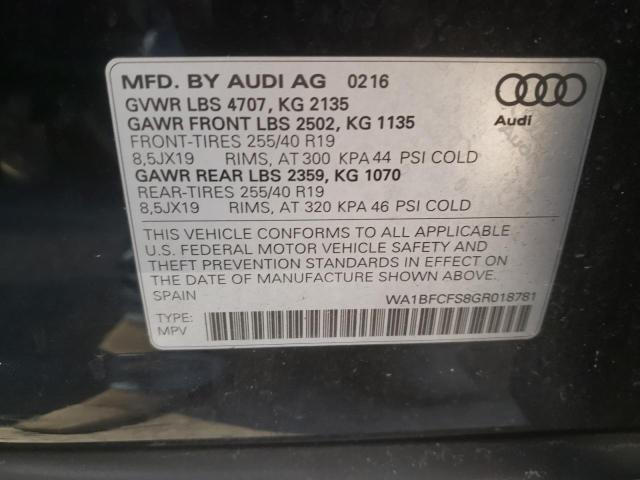 MFD. BY AUDI AG 0216
GVWR LBS 4707, KG 2135
GAWR FRONT LBS 2502, KG 1135
FRONT-TIRES 255/40 R19
8,5JX19 RIMS, AT 300 KPA 44 PSI COLD
GAWR REAR LBS 2359, KG 1070
REAR-TIRES 255/40 R19
8,5JX19 RIMS, AT 320 KPA 46 PSI COLD
Audi
THIS VEHICLE CONFORMS TO ALL APPLICABLE
U.S. FEDERAL MOTOR VEHICLE SAFETY AND
THEFT PREVENTION STANDARDS IN EFFECT ON
THE DATE OF MANUFACTURE SHOWN ABOVE.
SPAIN WA1BFCFS8GR018781
TYPE:
MPV